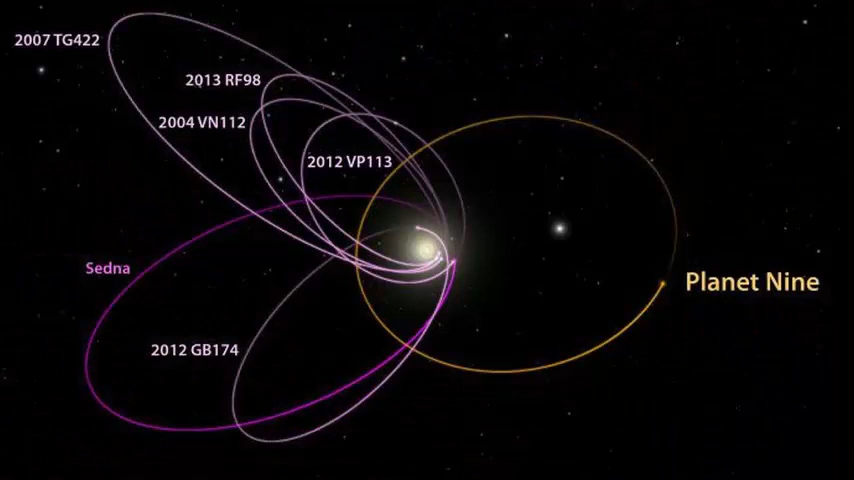 2007 TG422
2013 RF98
2004 VN112
2012 VP113
Sedna
Planet Nine
2012 GB174